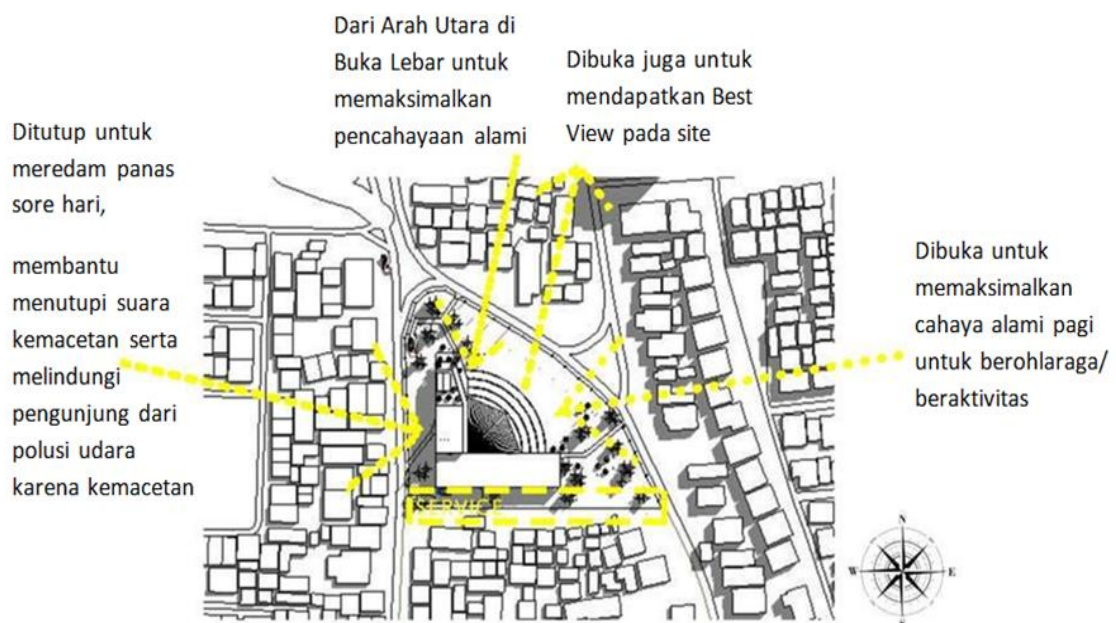 Dari Arah Utara di
Buka Lebar untuk
memaksimalkan
pencahayaan alami
Dibuka juga untuk
mendapatkan Best
View pada site
Ditutup untuk
meredam panas
sore hari,
membantu
menutupi suara
kemacetan serta
melindungi
pengunjung dari
polusi udara
karena kemacetan
Dibuka untuk
memaksimalkan
cahaya alami pagi
untuk berohlaraga/
beraktivitas
...
SERVICE
N
W
E
S